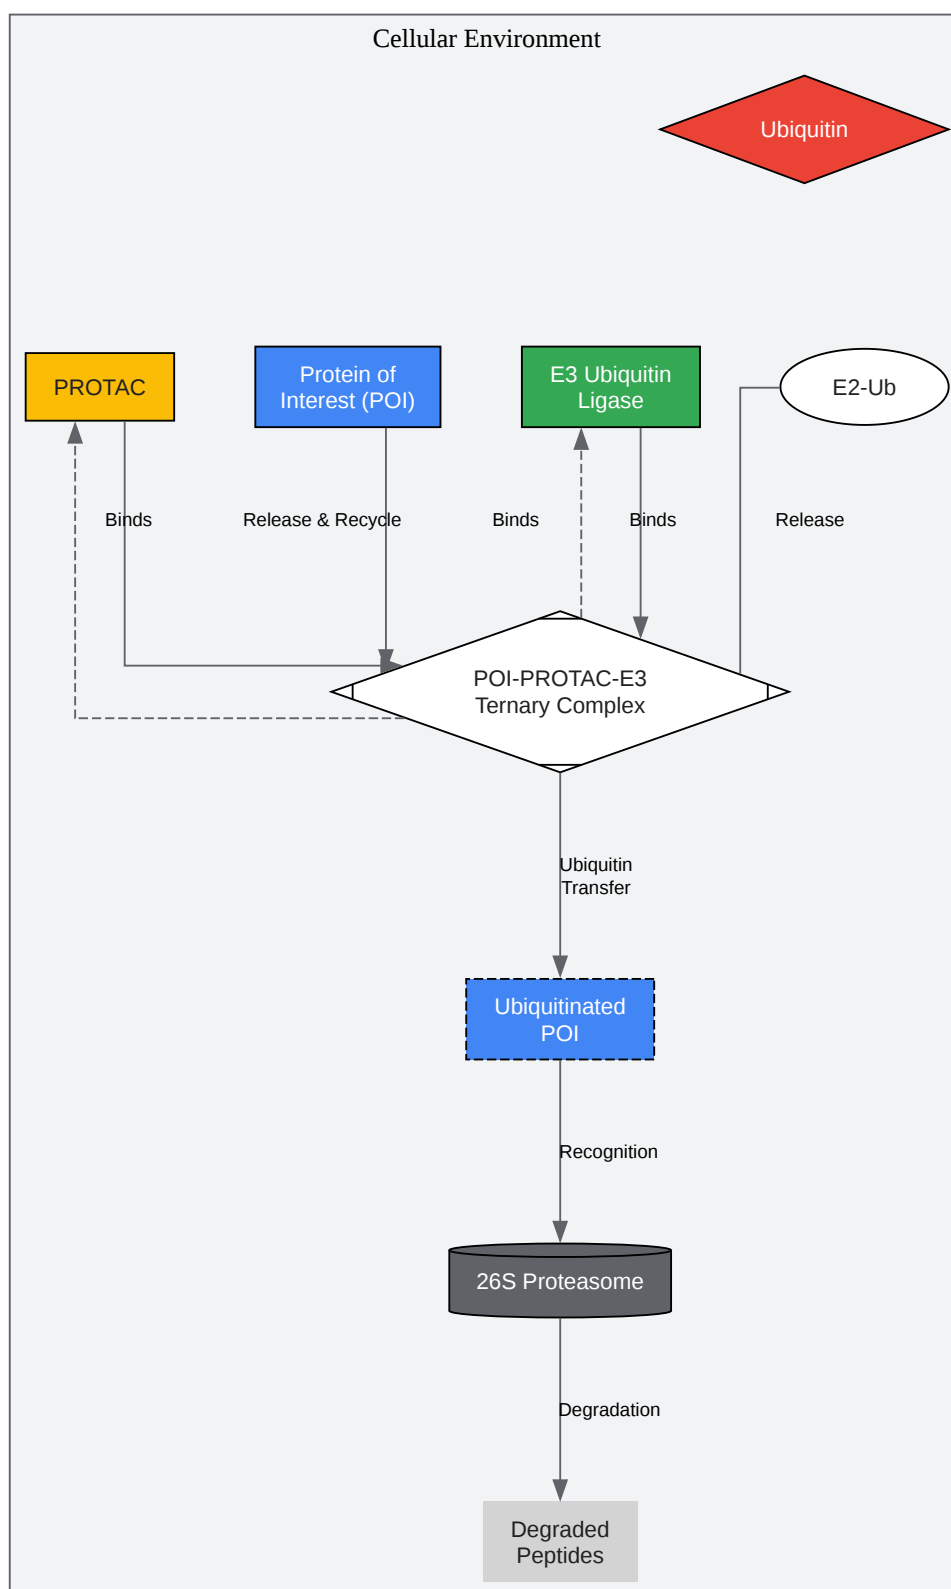 Cellular Environment
Ubiquitin
PROTAC
Protein of
Interest (POI)
E3 Ubiquitin
Ligase
E2-Ub
Binds
Release & Recycle
Binds
Binds
Release
POI-PROTAC-E3
Ternary Complex
Ubiquitin
Transfer
Ubiquitinated
POI
Recognition
26S Proteasome
Degradation
Degraded
Peptides